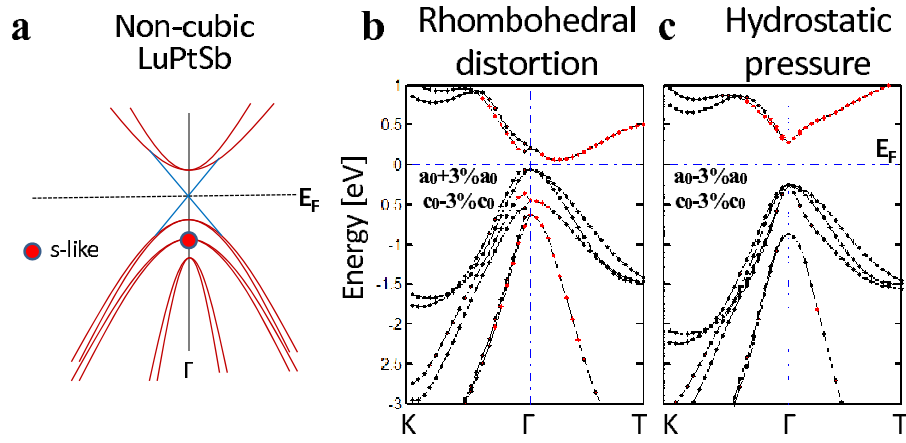 a
Non-cubic
LuPtSb
E_F
s-like
Γ
b
Rhombohedral
distortion
Energy [eV]
1
0.5
0
0.5
-1
-1.5
-2
2.5
-3
a₀+3%a₀
c₀-3%c₀
K
Γ
T
c
Hydrostatic
pressure
E_F
a₀-3%a₀
c₀-3%c₀
K
Γ
T